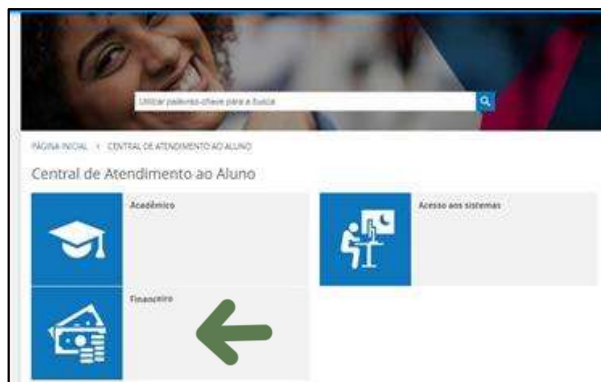 Utilizar palavras-chave para a busca
PÁGINA INICIAL > CENTRAL DE ATENDIMENTO AO ALUNO
Central de Atendimento ao Aluno
Acadêmico
Acesso aos sistemas
Financeiro